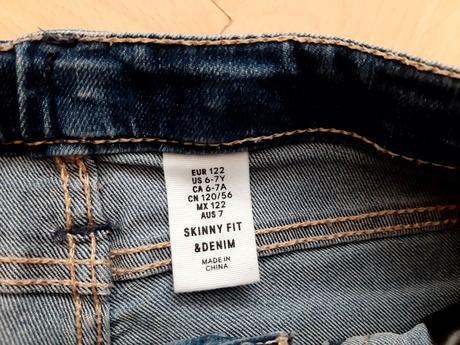 EUR 122
US 6-7Y
CA 6-7A
CN 120/56
MX 122
AUS 7
SKINNY FIT
&DENIM
MADE IN
CHINA